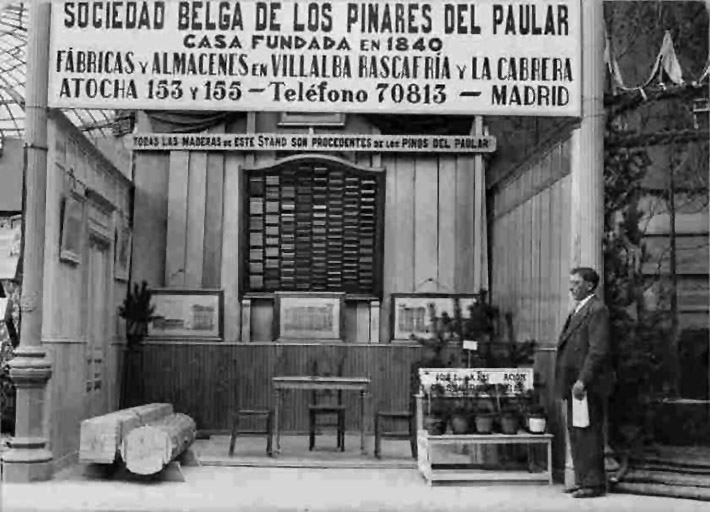 SOCIEDAD BELGA DE LOS PINARES DEL PAULAR
CASA FUNDADA EN 1840
FÁBRICAS Y ALMACENES EN VILLALBA RASCAFRÍA Y LA CABRERA
ATOCHA 153 Y 155 - Teléfono 70813 - MADRID
TODAS LAS MADERAS DE ESTE STAND SON PROCEDENTES DE LOS PINOS DEL PAULAR